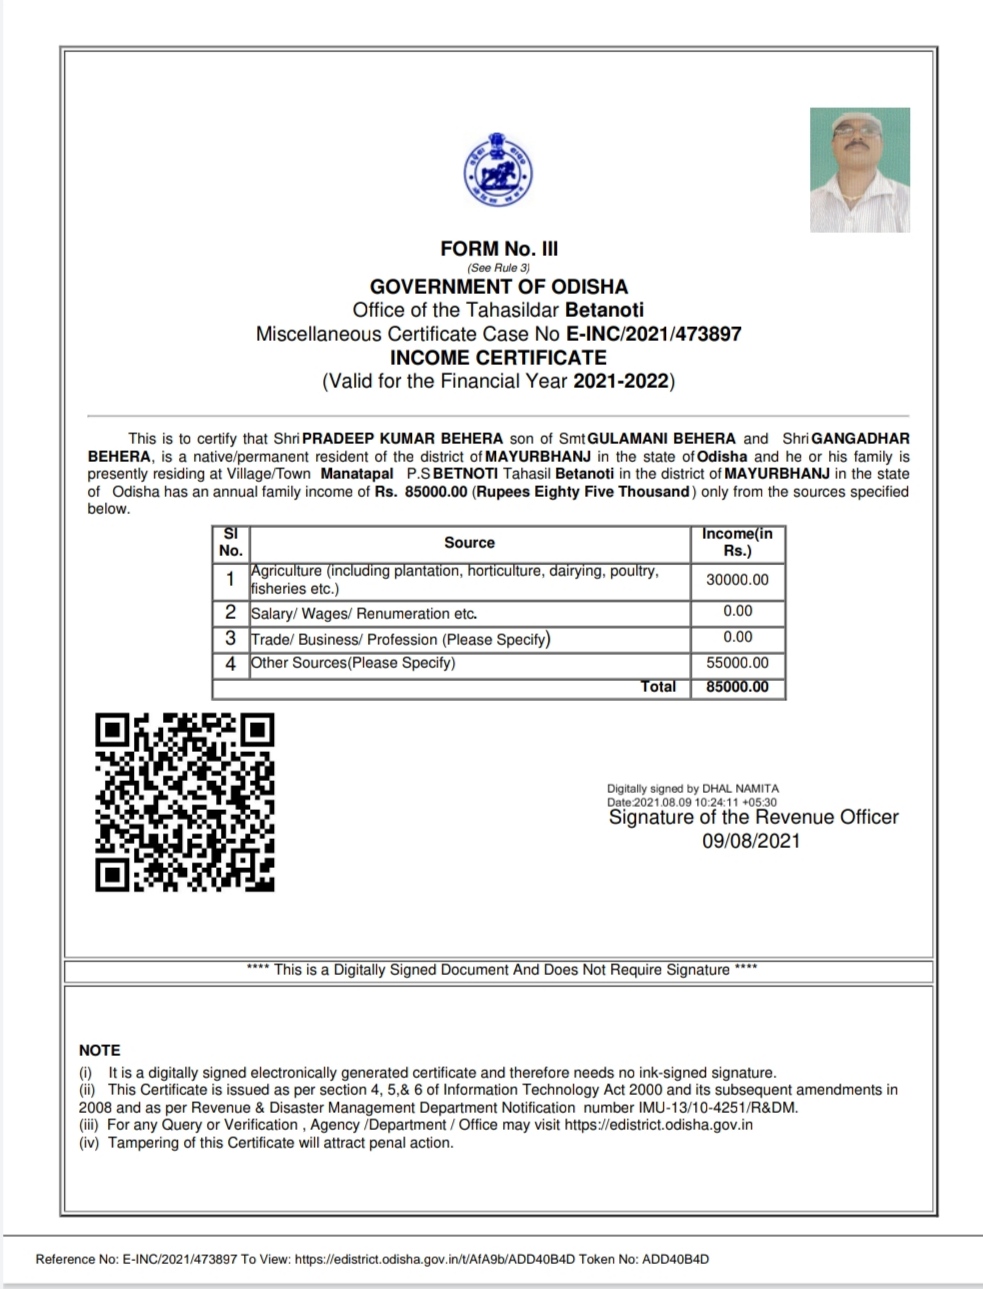 FORM No. III
(See Rule 3)
GOVERNMENT OF ODISHA
Office of the Tahasildar Betanoti
Miscellaneous Certificate Case No E-INC/2021/473897
INCOME CERTIFICATE
(Valid for the Financial Year 2021-2022)
This is to certify that Shri PRADEEP KUMAR BEHERA son of Smt GULAMANI BEHERA and Shri GANGADHAR
BEHERA, is a native/permanent resident of the district of MAYURBHANJ in the state of Odisha and he or his family is
presently residing at Village/Town Manatapal P.S BETNOTI Tahasil Betanoti in the district of MAYURBHANJ in the state
of Odisha has an annual family income of Rs. 85000.00 (Rupees Eighty Five Thousand) only from the sources specified
below.
Sl No. Source Income(in Rs.)
1 Agriculture (including plantation, horticulture, dairying, poultry, fisheries etc.) 30000.00
2 Salary/ Wages/ Renumeration etc. 0.00
3 Trade/ Business/ Profession (Please Specify) 0.00
4 Other Sources(Please Specify) 55000.00
Total 85000.00
Digitally signed by DHAL NAMITA
Date:2021.08.09 10:24:11 +05:30
Signature of the Revenue Officer
09/08/2021
**** This is a Digitally Signed Document And Does Not Require Signature ****
NOTE
(i) It is a digitally signed electronically generated certificate and therefore needs no ink-signed signature.
(ii) This Certificate is issued as per section 4, 5,& 6 of Information Technology Act 2000 and its subsequent amendments in
2008 and as per Revenue & Disaster Management Department Notification number IMU-13/10-4251/R&DM.
(iii) For any Query or Verification , Agency /Department / Office may visit https://edistrict.odisha.gov.in
(iv) Tampering of this Certificate will attract penal action.
Reference No: E-INC/2021/473897 To View: https://edistrict.odisha.gov.in/t/AfA9b/ADD40B4D Token No: ADD40B4D